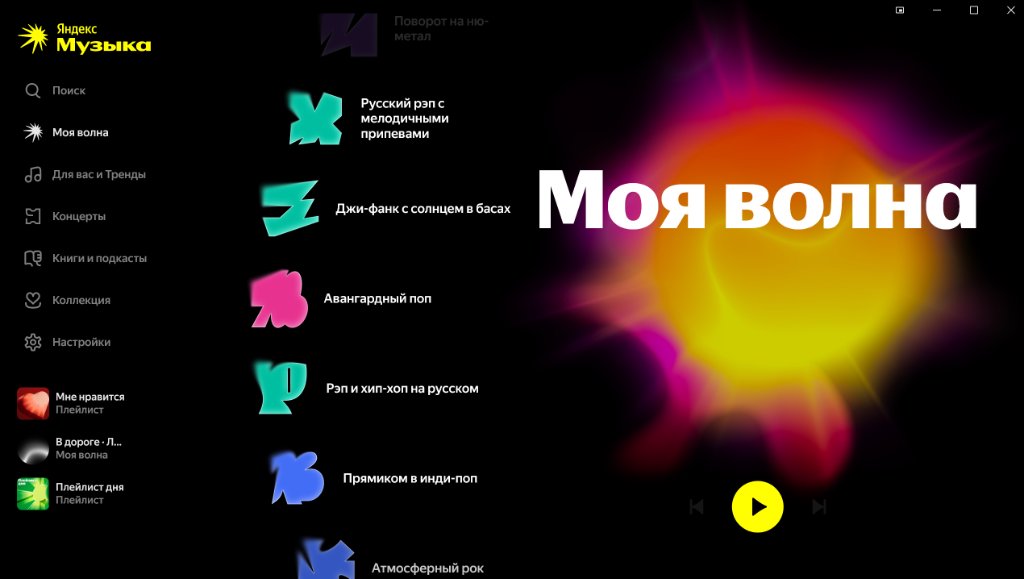 Яндекс
Музыка
Поиск
Моя волна
Для вас и Тренды
Концерты
Книги и подкасты
Коллекция
Настройки
Мне нравится
Плейлист
В дороге · Л...
Моя волна
Плейлист дня
Плейлист
Поворот на ню-
метал
Русский рэп с
мелодичными
припевами
Джи-фанк с солнцем в басах
Авангардный поп
Рэп и хип-хоп на русском
Прямиком в инди-поп
Атмосферный рок
Моя волна